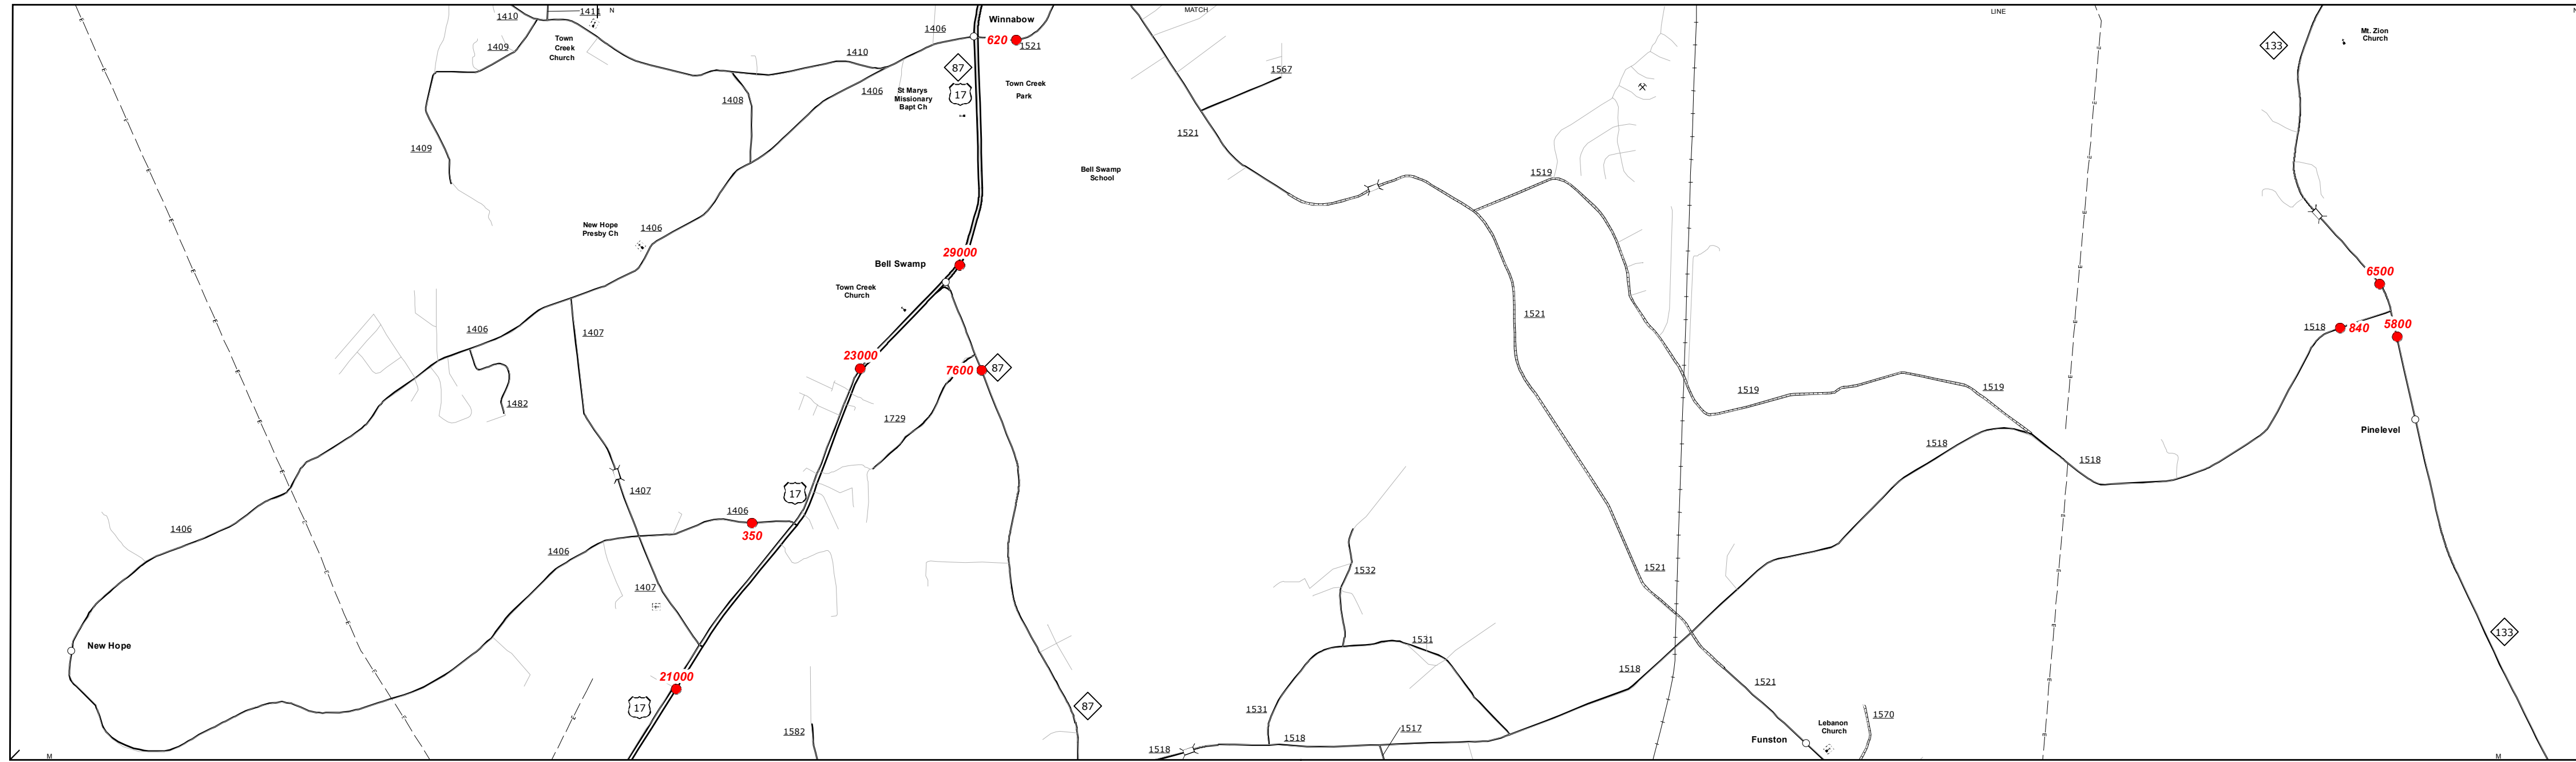 1410
1411
N
Winnabow
MATCH
LINE
1406
620
1521
133
Mt. Zion
Church
Town
Creek
Church
1409
1410
87
1567
Town Creek
Park
1408
1406
St Marys
Missionary
Bapt Ch
17
1521
1409
Bell Swamp
School
1519
New Hope
Presby Ch
1406
29000
Bell Swamp
6500
Town Creek
Church
1521
1406
1407
1518
840
5800
23000
7600
87
1519
1519
1482
1729
Pinelevel
1518
1518
1407
17
1406
1406
350
1406
1521
1532
1407
133
New Hope
1531
1518
21000
1521
17
87
1531
1570
1582
1518
1517
Lebanon
Church
Funston
1518
M
M